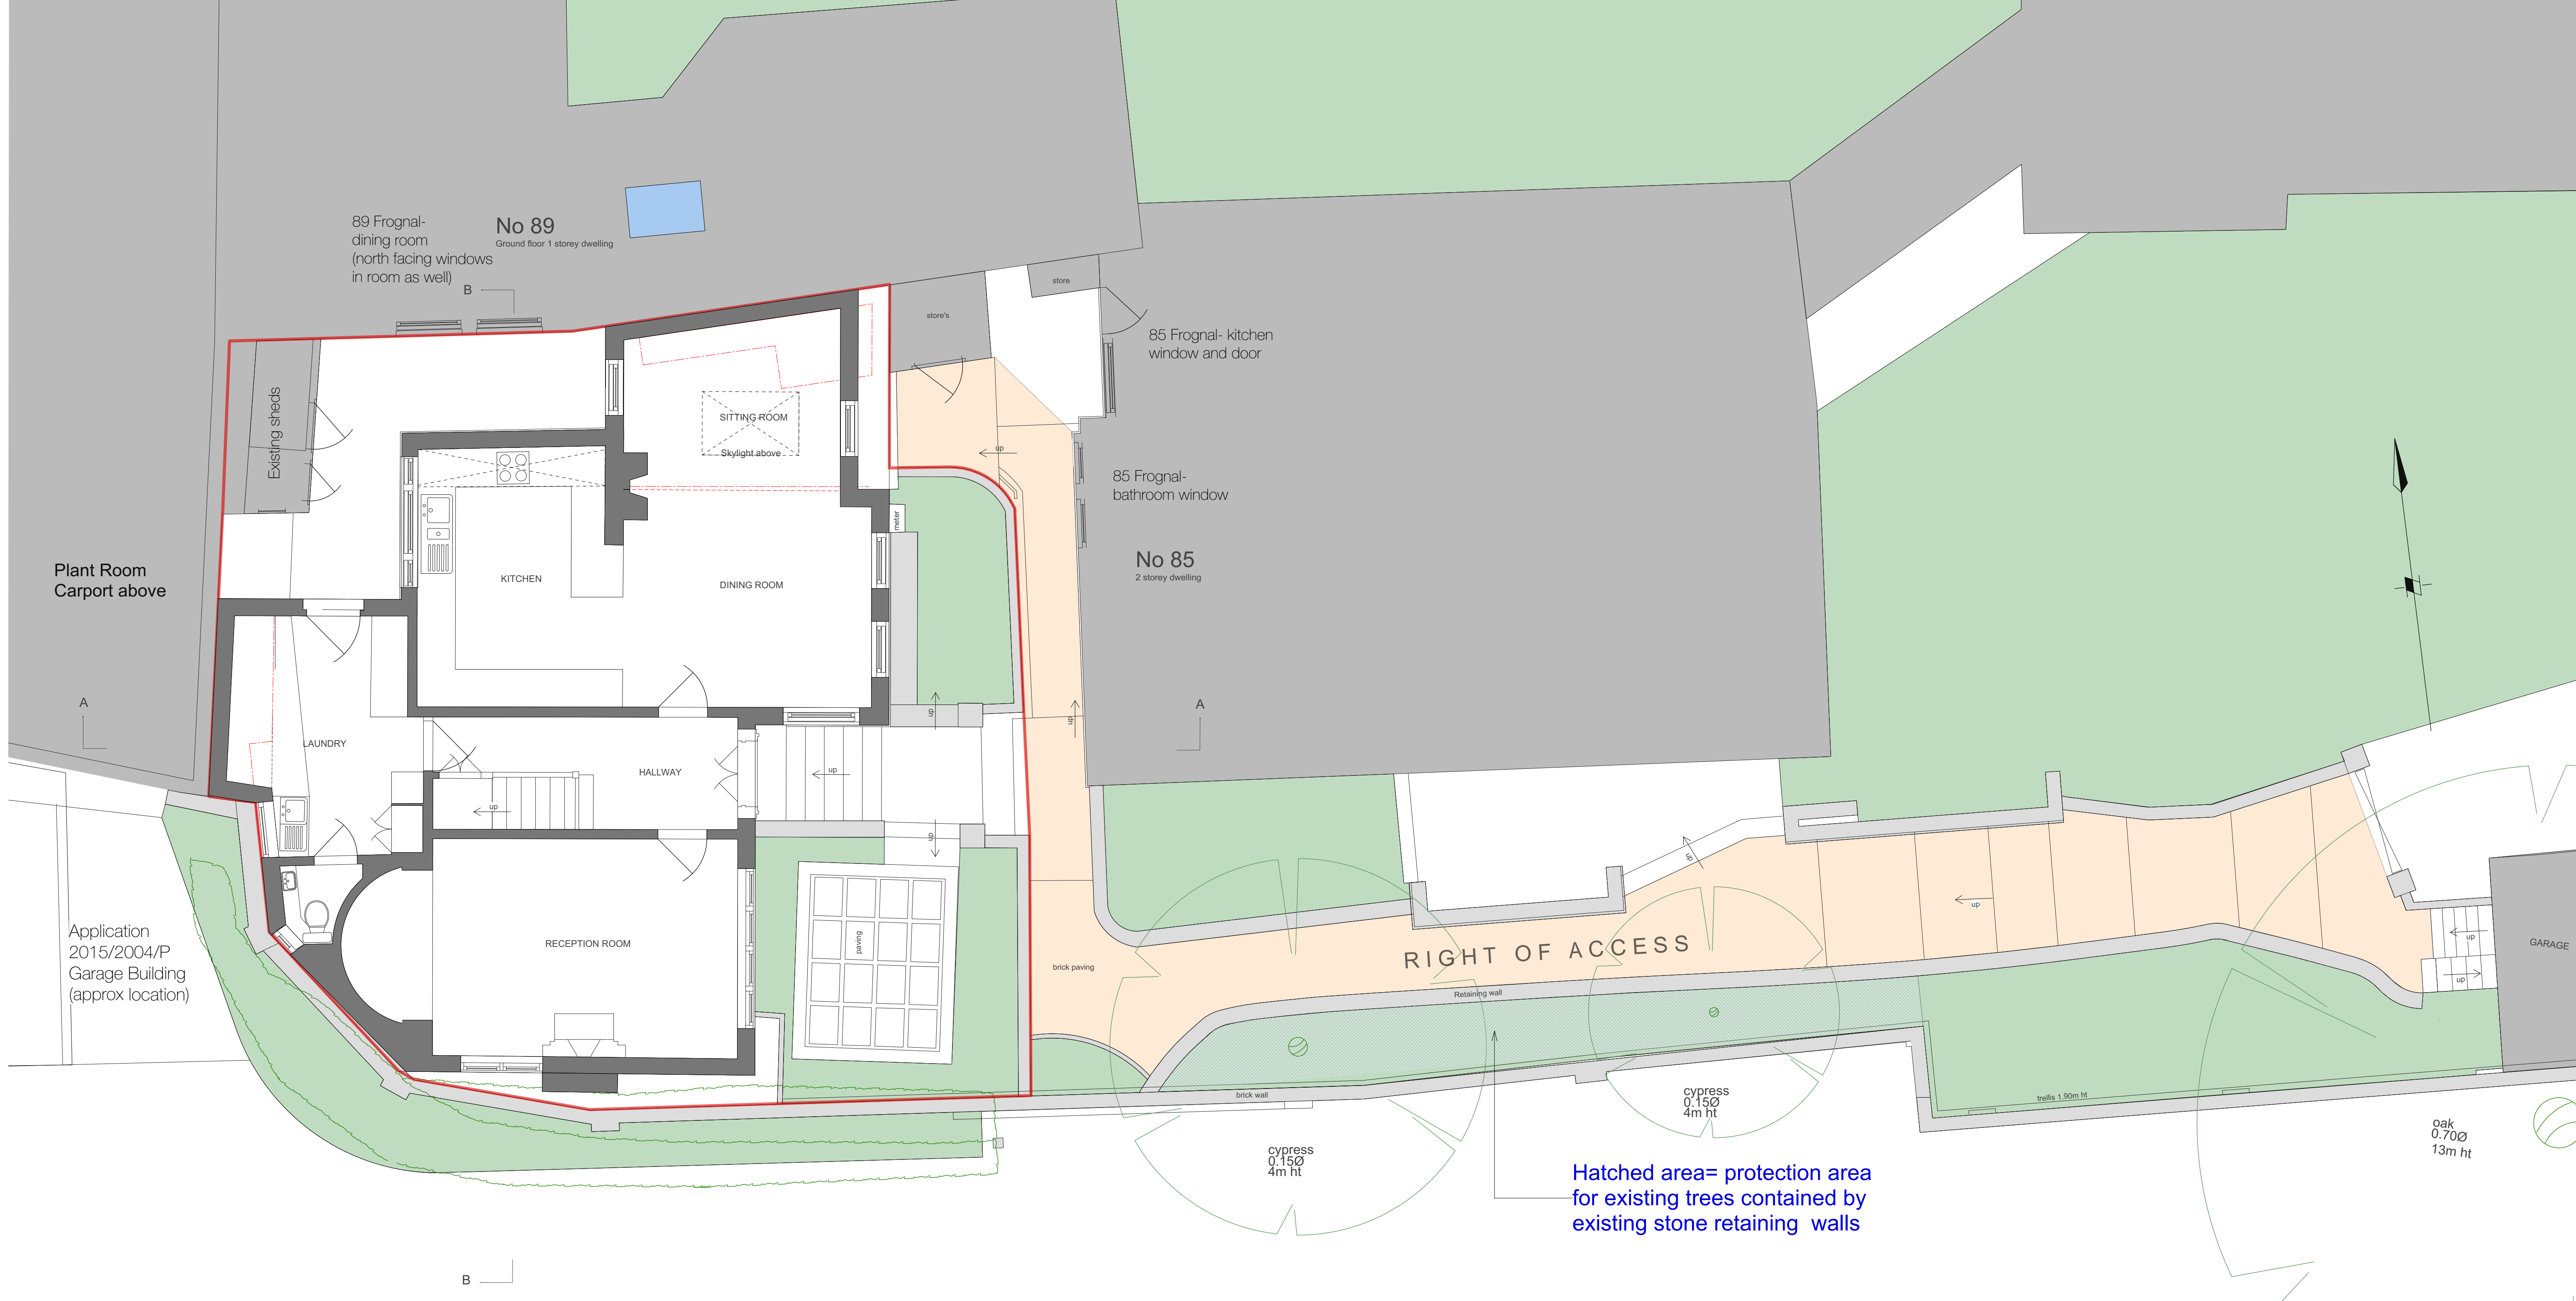 89 Frognal-
dining room
(north facing windows
in room as well)
No 89
Ground floor 1 storey dwelling
B
store
store's
85 Frognal- kitchen
window and door
Existing sheds
SITTING ROOM
Skylight above
up
85 Frognal-
bathroom window
meter
No 85
2 storey dwelling
Plant Room
Carport above
KITCHEN
DINING ROOM
A
A
up
up
LAUNDRY
HALLWAY
up
up
up
up
up
RECEPTION ROOM
paving
Application
2015/2004/P
Garage Building
(approx location)
brick paving
RIGHT OF ACCESS
Retaining wall
up
GARAGE
up
up
brick wall
cypress
0.15Ø
4m ht
trellis 1.90m ht
cypress
0.15Ø
4m ht
oak
0.70Ø
13m ht
Hatched area= protection area
for existing trees contained by
existing stone retaining walls
B